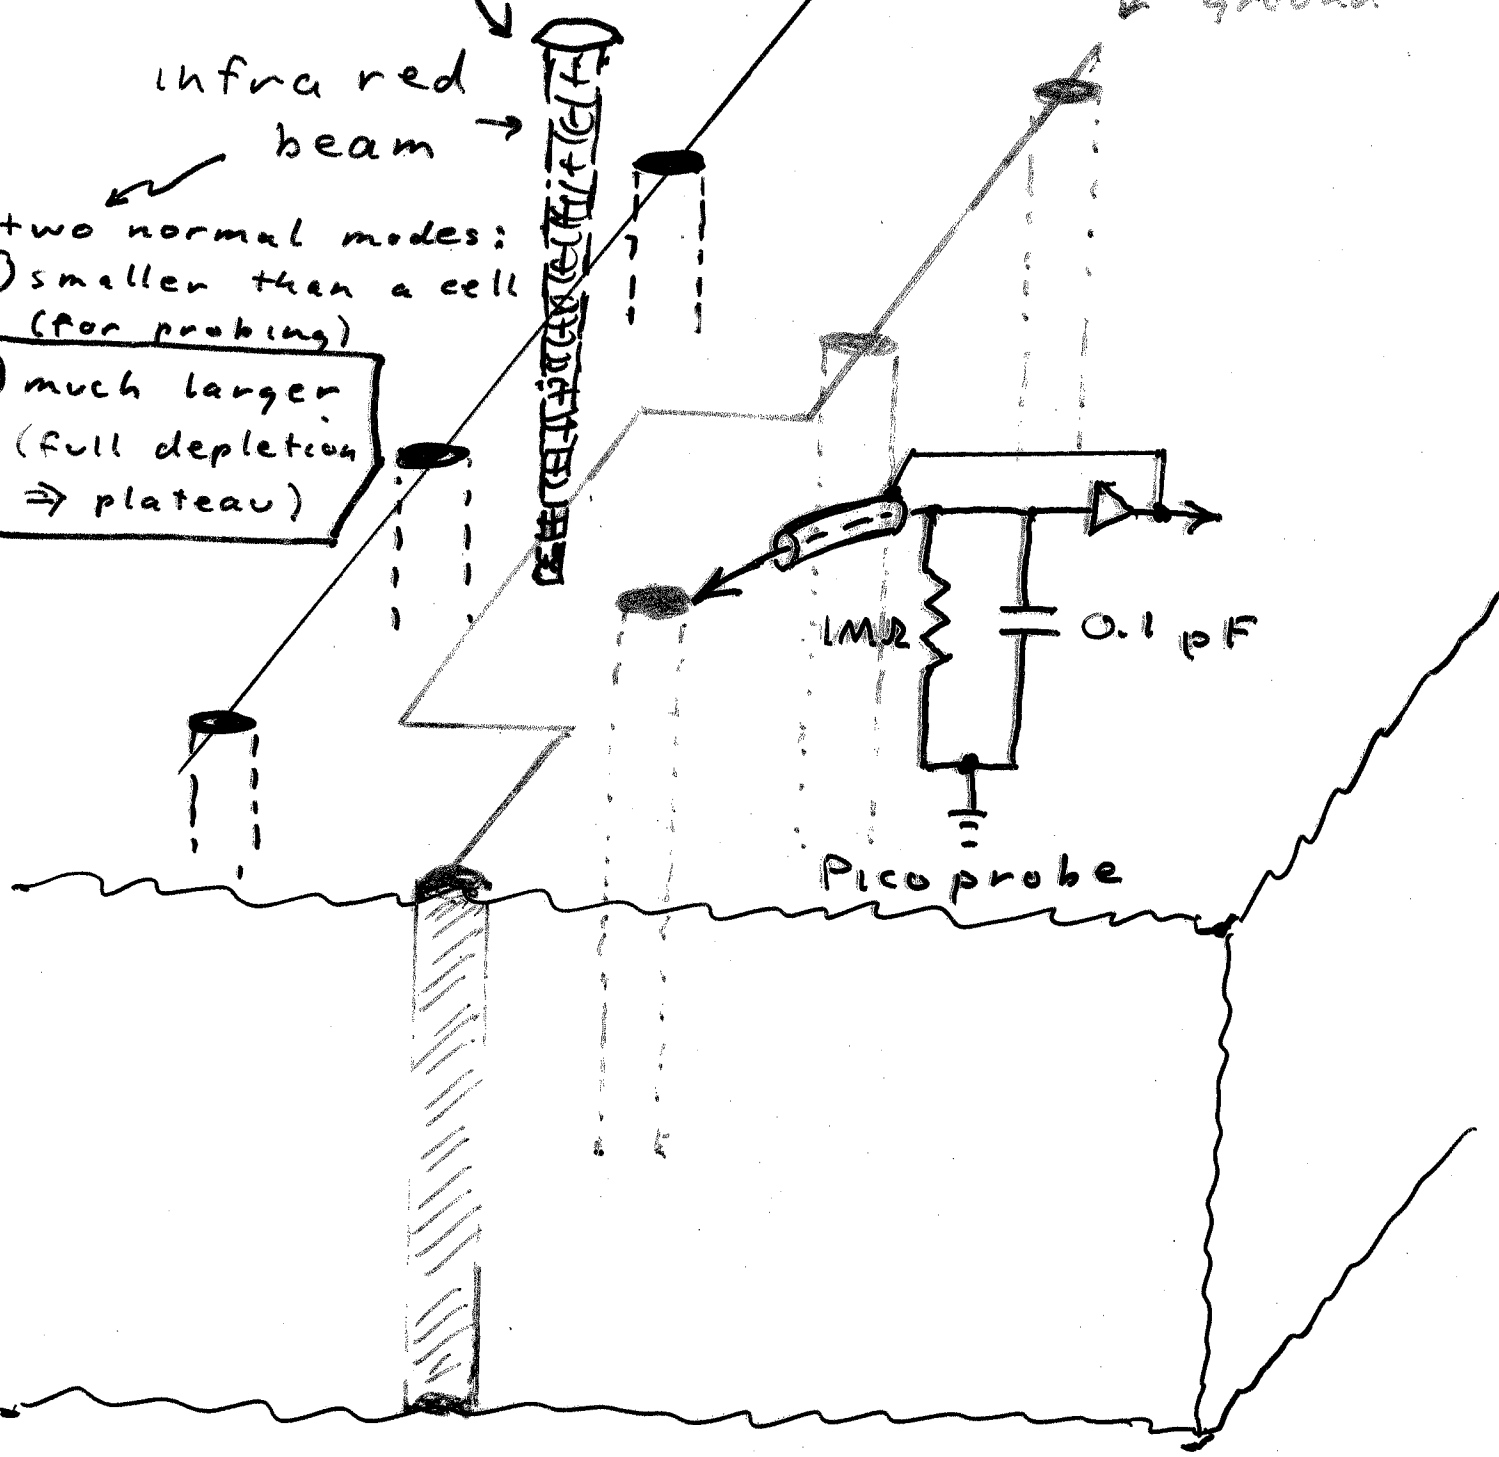 ground
infra red
beam
two normal modes:
) smaller than a cell
(for probing)
) much larger
(full depletion
⇒ plateau)
1MΩ
0.1 pF
Picoprobe